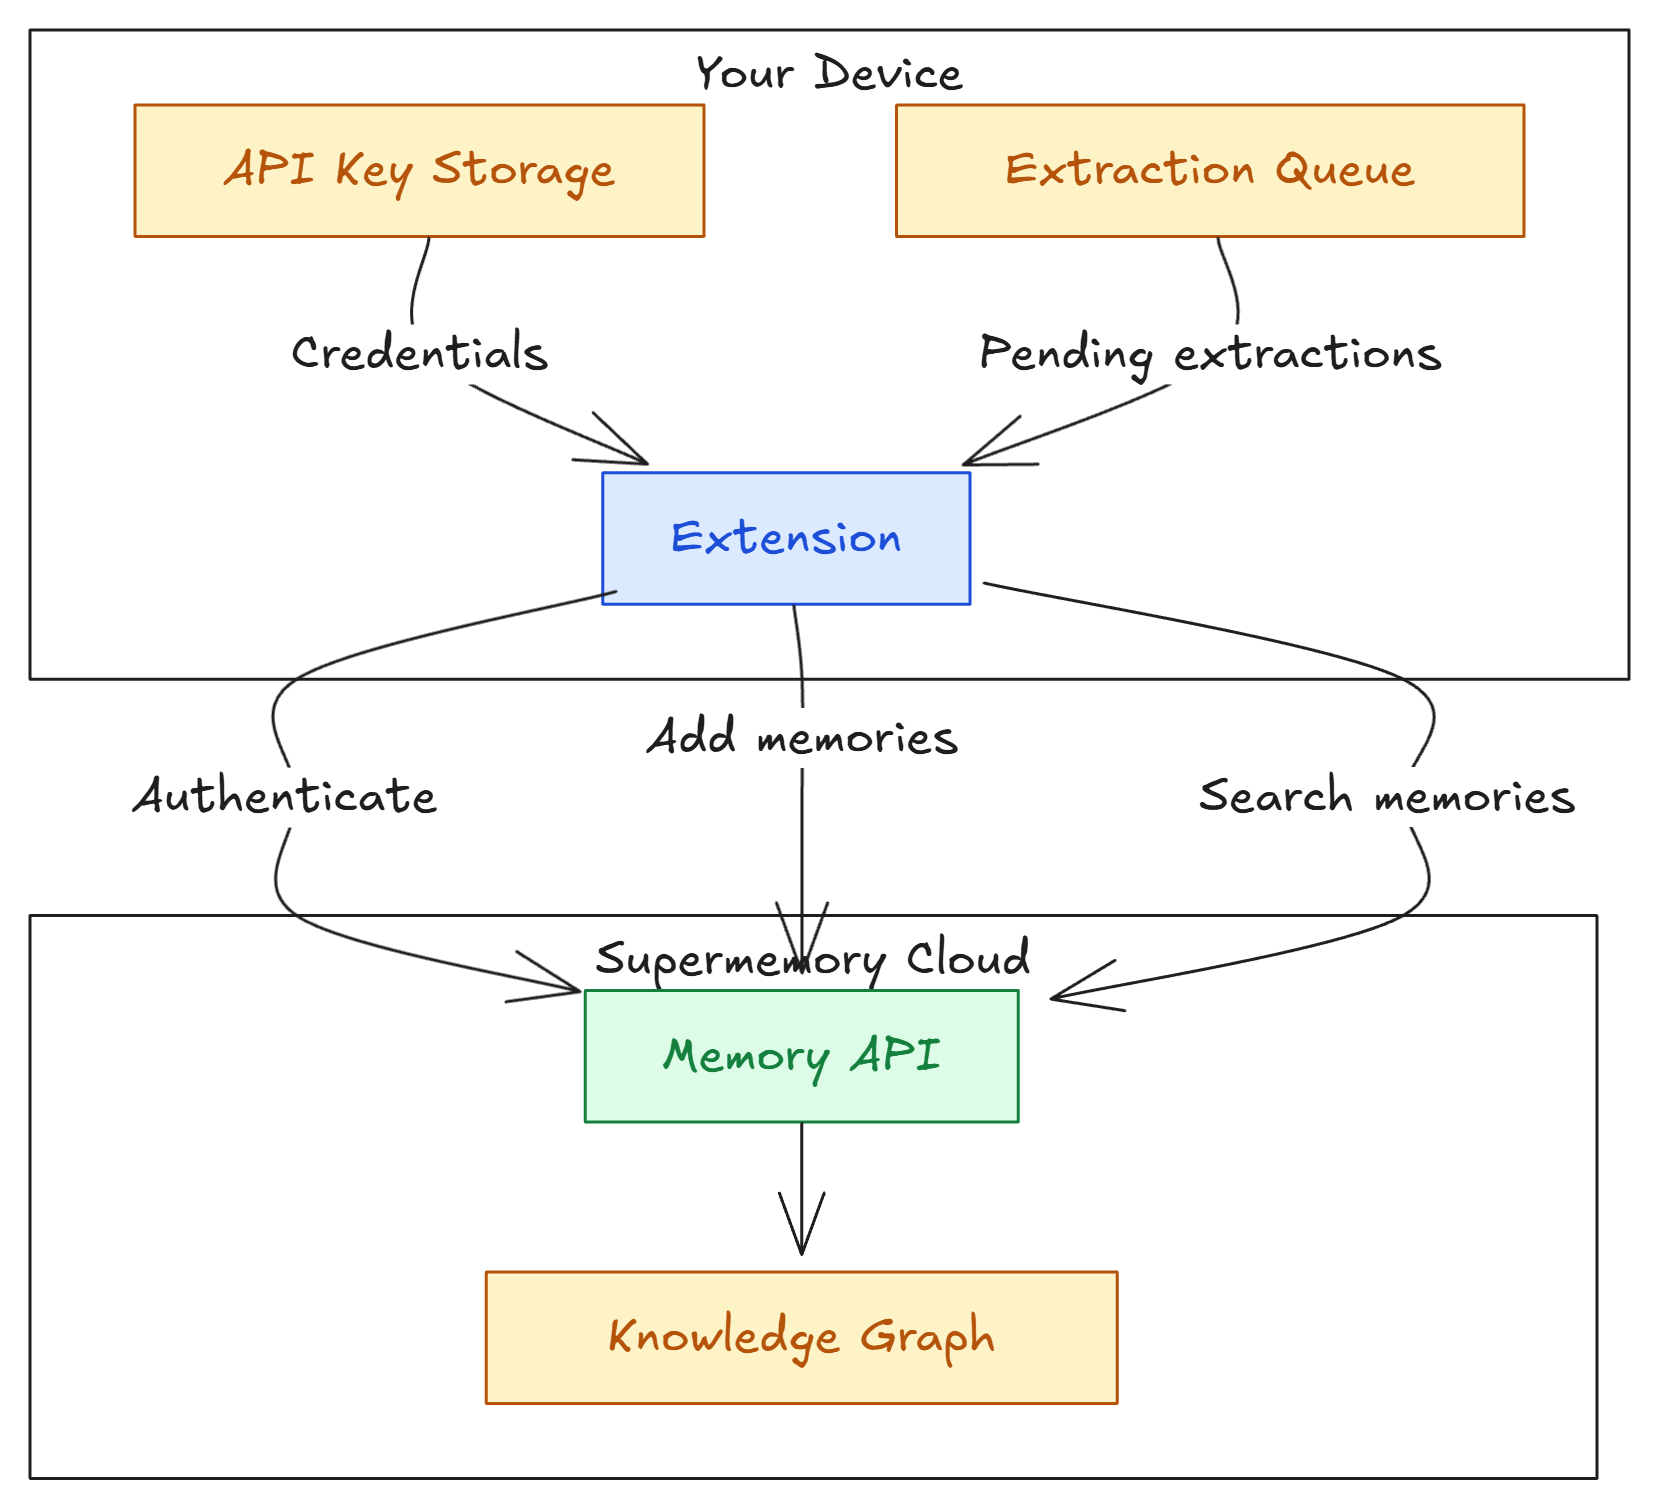 Your Device
API Key Storage
Extraction Queue
Credentials
Pending extractions
Extension
Add memories
Authenticate
Search memories
Supermemory Cloud
Memory API
Knowledge Graph